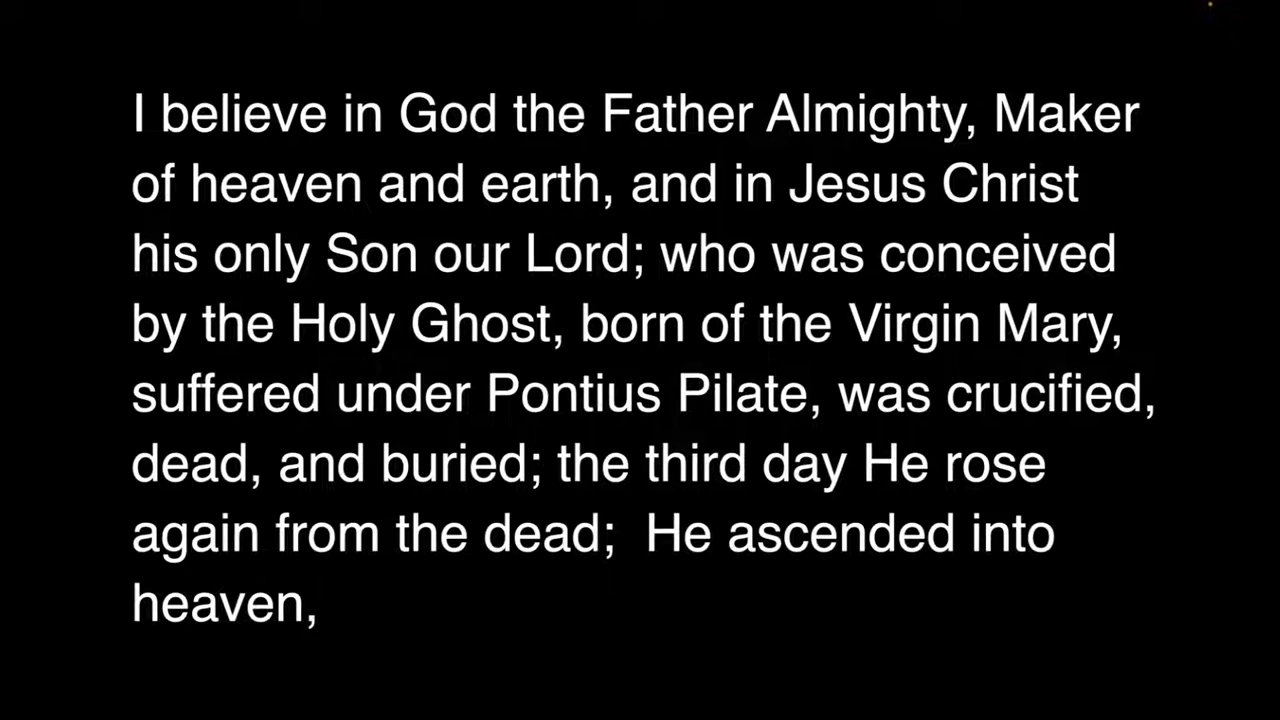 I believe in God the Father Almighty, Maker
of heaven and earth, and in Jesus Christ
his only Son our Lord; who was conceived
by the Holy Ghost, born of the Virgin Mary,
suffered under Pontius Pilate, was crucified,
dead, and buried; the third day He rose
again from the dead;  He ascended into
heaven,